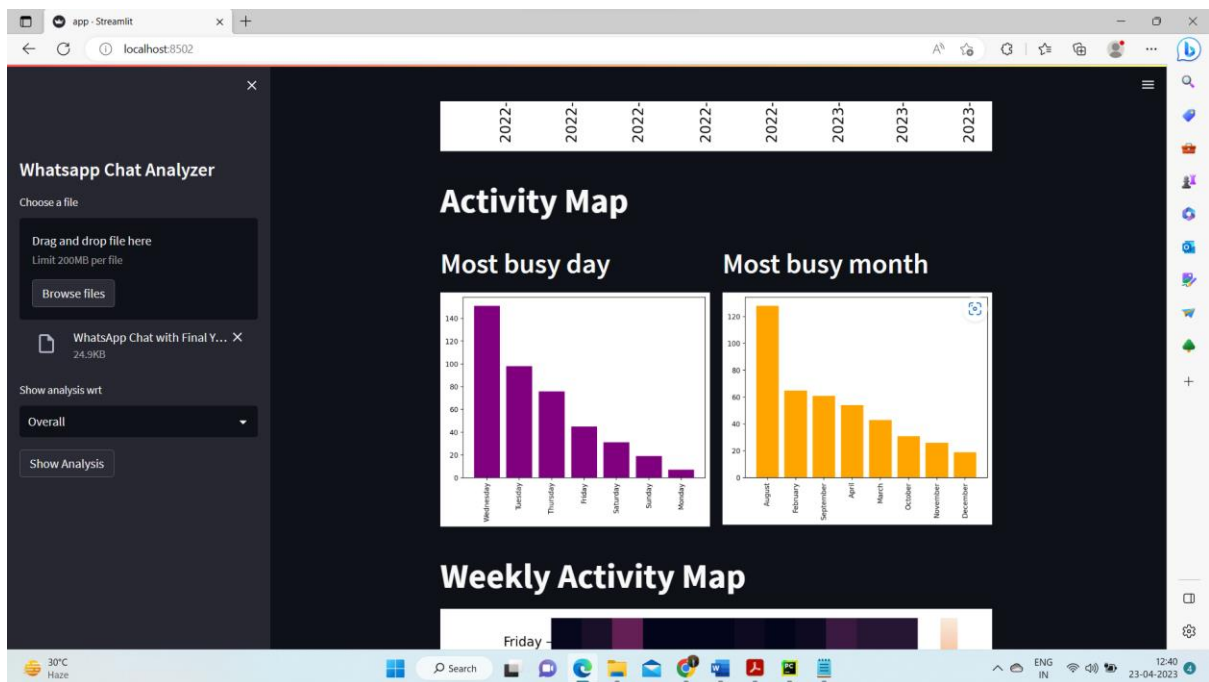 app · Streamlit
localhost:8502
Whatsapp Chat Analyzer
Choose a file
Drag and drop file here
Limit 200MB per file
Browse files
WhatsApp Chat with Final Y...
24.9KB
Show analysis wrt
Overall
Show Analysis
2022-
2022-
2022-
2022-
2022-
2023-
2023-
2023-
Activity Map
Most busy day
140
120
100
80
60
40
20
0
Wednesday
Tuesday
Thursday
Friday
Saturday
Sunday
Monday
Most busy month
120
100
80
60
40
20
0
August
February
September
April
March
October
November
December
Weekly Activity Map
Friday
30°C
Haze
Search
ENG
IN
12:40
23-04-2023
4